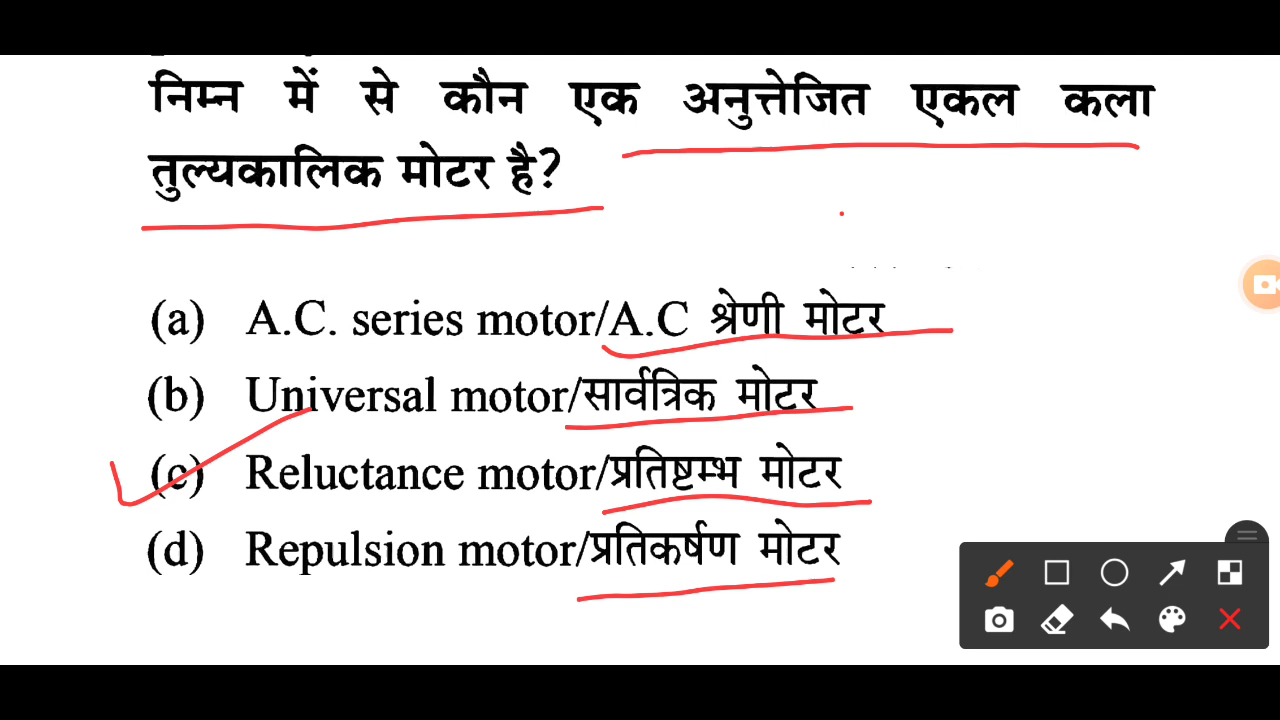 निम्न में से कौन एक अनुत्तेजित एकल कला
तुल्यकालिक मोटर है?
(a) A.C. series motor/A.C श्रेणी मोटर
(b) Universal motor/सार्वत्रिक मोटर
(c) Reluctance motor/प्रतिष्टम्भ मोटर
(d) Repulsion motor/प्रतिकर्षण मोटर